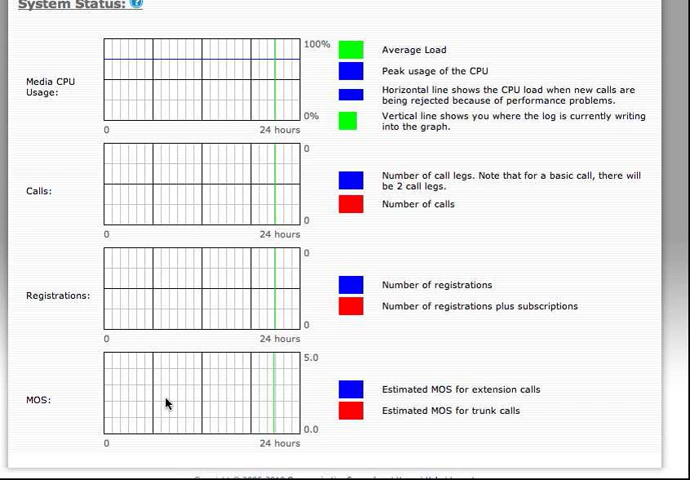 System Status:
Media CPU
Usage:
100%
0%
0
24 hours
Average Load
Peak usage of the CPU
Horizontal line shows the CPU load when new calls are
being rejected because of performance problems.
Vertical line shows you where the log is currently writing
into the graph.
Calls:
0
0
0
24 hours
Number of call legs. Note that for a basic call, there will
be 2 call legs.
Number of calls
Registrations:
0
0
0
24 hours
Number of registrations
Number of registrations plus subscriptions
MOS:
5.0
0.0
0
24 hours
Estimated MOS for extension calls
Estimated MOS for trunk calls